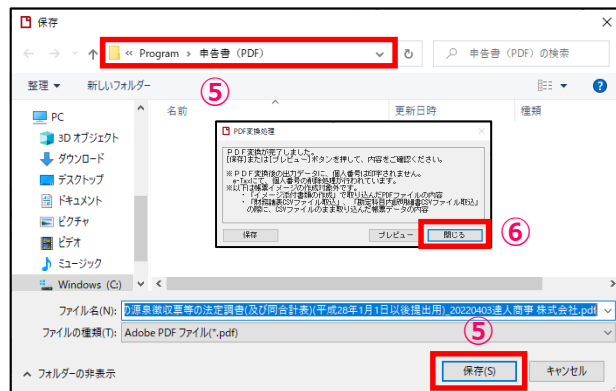 保存
« Program › 申告書（PDF）
申告書（PDF）の検索
整理 新しいフォルダー
⑤
名前 更新日時 種類
PC
3D オブジェクト
ダウンロード
デスクトップ
ドキュメント
ピクチャ
ビデオ
ミュージック
Windows (C:)
PDF変換処理
ＰＤＦ変換が完了しました。
[保存]または[プレビュー]ボタンを押して、内容をご確認ください。
※ＰＤＦ変換後の出力データに、個人番号は印字されません。
e-Taxにて、個人番号の削除処理が行われています。
※以下は帳票イメージの作成対象外です。
・「イメージ添付書類の作成」で取り込んだPDFファイルの内容
・「財務諸表CSVファイル取込」、「勘定科目内訳明細書CSVファイル取込」
の際に、CSVファイルのまま取り込んだ帳票データの内容
保存 プレビュー 閉じる
⑥
ファイル名(N): の源泉徴収票等の法定調書(及び同合計表)(平成28年1月1日以後提出用)_20220403達人商事 株式会社.pdf
ファイルの種類(T): Adobe PDF ファイル(*.pdf)
⑤
フォルダーの非表示 保存(S) キャンセル